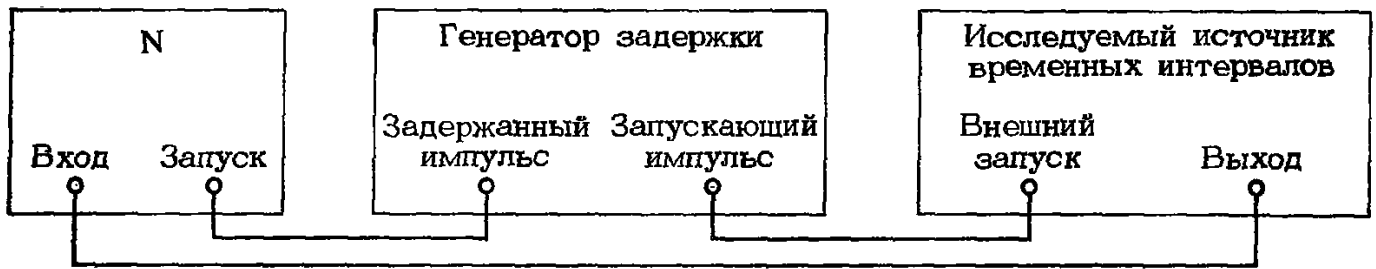 N
Вход
Запуск
Генератор задержки
Задержанный
импульс
Запускающий
импульс
Исследуемый источник
временных интервалов
Внешний
запуск
Выход